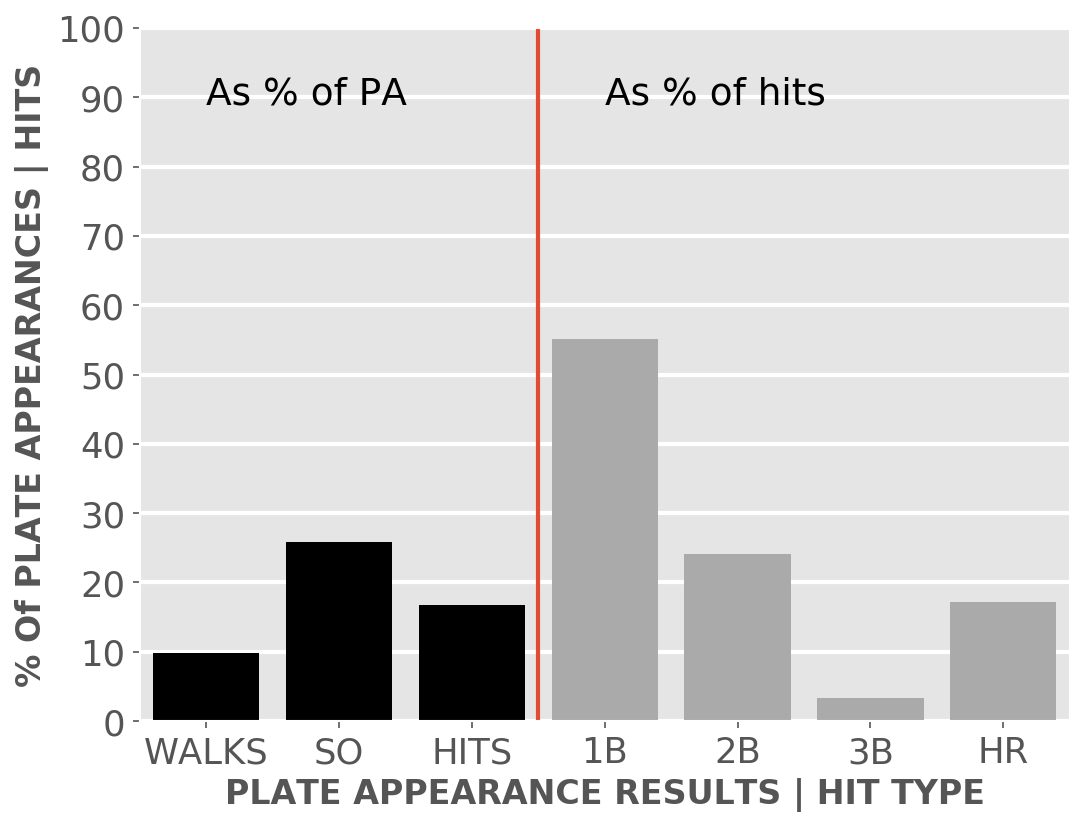 % Of PLATE APPEARANCES | HITS
100
90
80
70
60
50
40
30
20
10
0
As % of PA
As % of hits
WALKS SO HITS 1B 2B 3B HR
PLATE APPEARANCE RESULTS | HIT TYPE